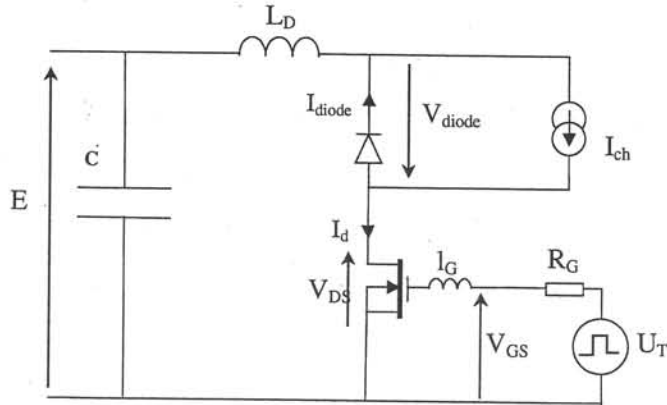 L_D
I_diode
V_diode
I_ch
C
E
I_d
V_DS
l_G
R_G
V_GS
U_T